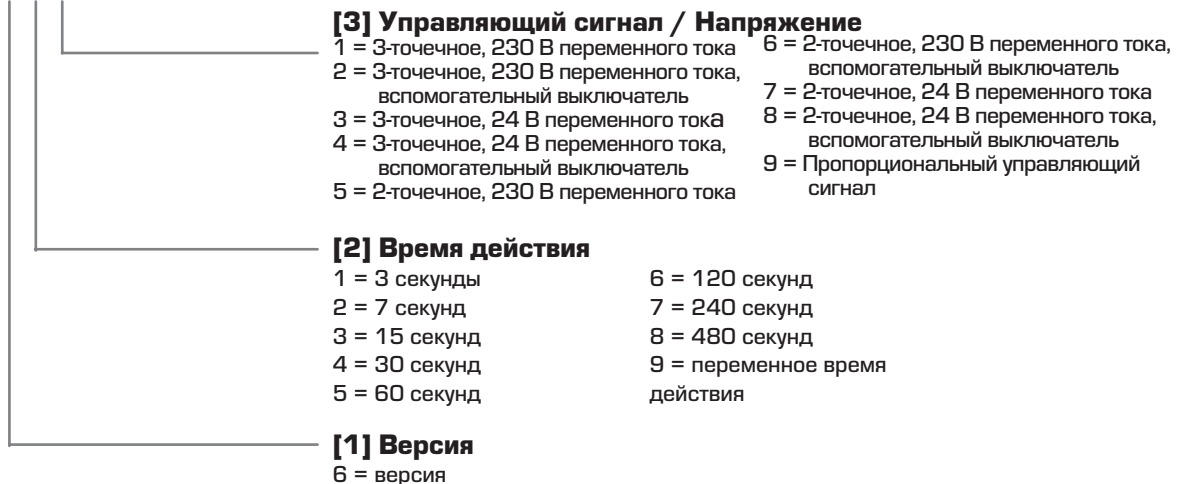 [3] Управляющий сигнал / Напряжение
1 = 3-точечное, 230 В переменного тока
2 = 3-точечное, 230 В переменного тока,
вспомогательный выключатель
3 = 3-точечное, 24 В переменного тока
4 = 3-точечное, 24 В переменного тока,
вспомогательный выключатель
5 = 2-точечное, 230 В переменного тока
6 = 2-точечное, 230 В переменного тока,
вспомогательный выключатель
7 = 2-точечное, 24 В переменного тока
8 = 2-точечное, 24 В переменного тока,
вспомогательный выключатель
9 = Пропорциональный управляющий
сигнал
[2] Время действия
1 = 3 секунды
2 = 7 секунд
3 = 15 секунд
4 = 30 секунд
5 = 60 секунд
6 = 120 секунд
7 = 240 секунд
8 = 480 секунд
9 = переменное время
действия
[1] Версия
6 = версия